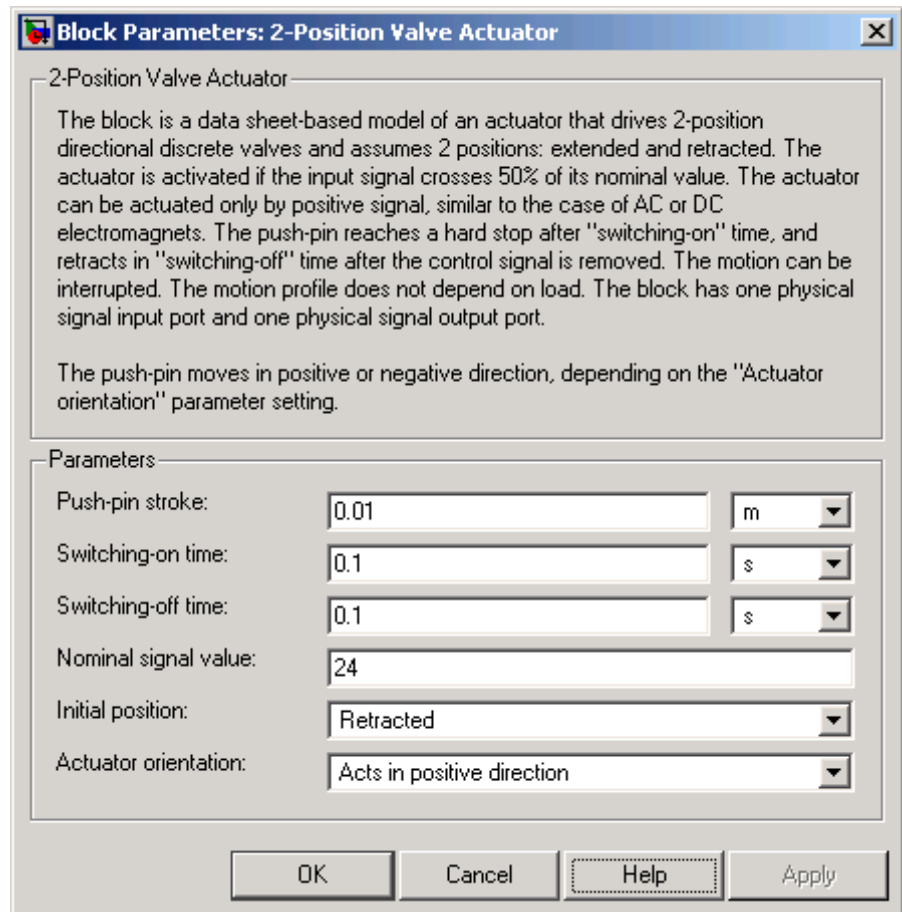 Block Parameters: 2-Position Valve Actuator
2-Position Valve Actuator
The block is a data sheet-based model of an actuator that drives 2-position
directional discrete valves and assumes 2 positions: extended and retracted. The
actuator is activated if the input signal crosses 50% of its nominal value. The actuator
can be actuated only by positive signal, similar to the case of AC or DC
electromagnets. The push-pin reaches a hard stop after "switching-on" time, and
retracts in "switching-off" time after the control signal is removed. The motion can be
interrupted. The motion profile does not depend on load. The block has one physical
signal input port and one physical signal output port.
The push-pin moves in positive or negative direction, depending on the "Actuator
orientation" parameter setting.
Parameters
Push-pin stroke: 0.01 m
Switching-on time: 0.1 s
Switching-off time: 0.1 s
Nominal signal value: 24
Initial position: Retracted
Actuator orientation: Acts in positive direction
OK Cancel Help Apply